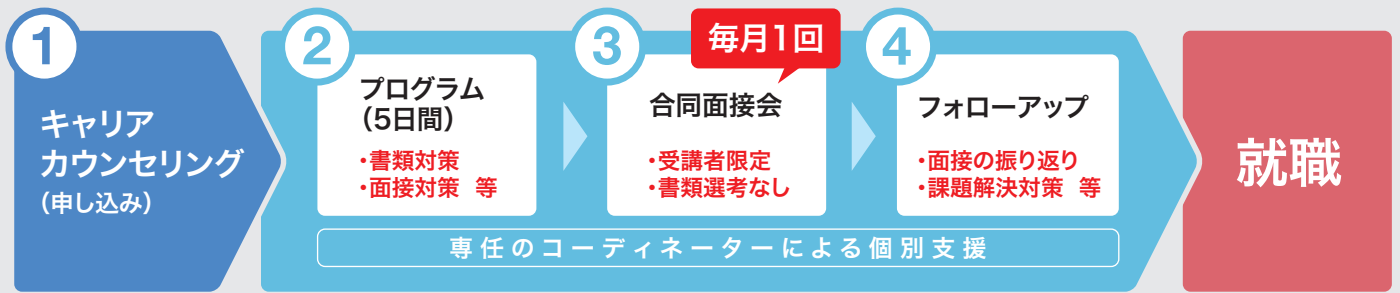 1
キャリア
カウンセリング
(申し込み)
2
プログラム
(5日間)
・書類対策
・面接対策 等
3
毎月1回
合同面接会
・受講者限定
・書類選考なし
4
フォローアップ
・面接の振り返り
・課題解決対策 等
専任のコーディネーターによる個別支援
就職